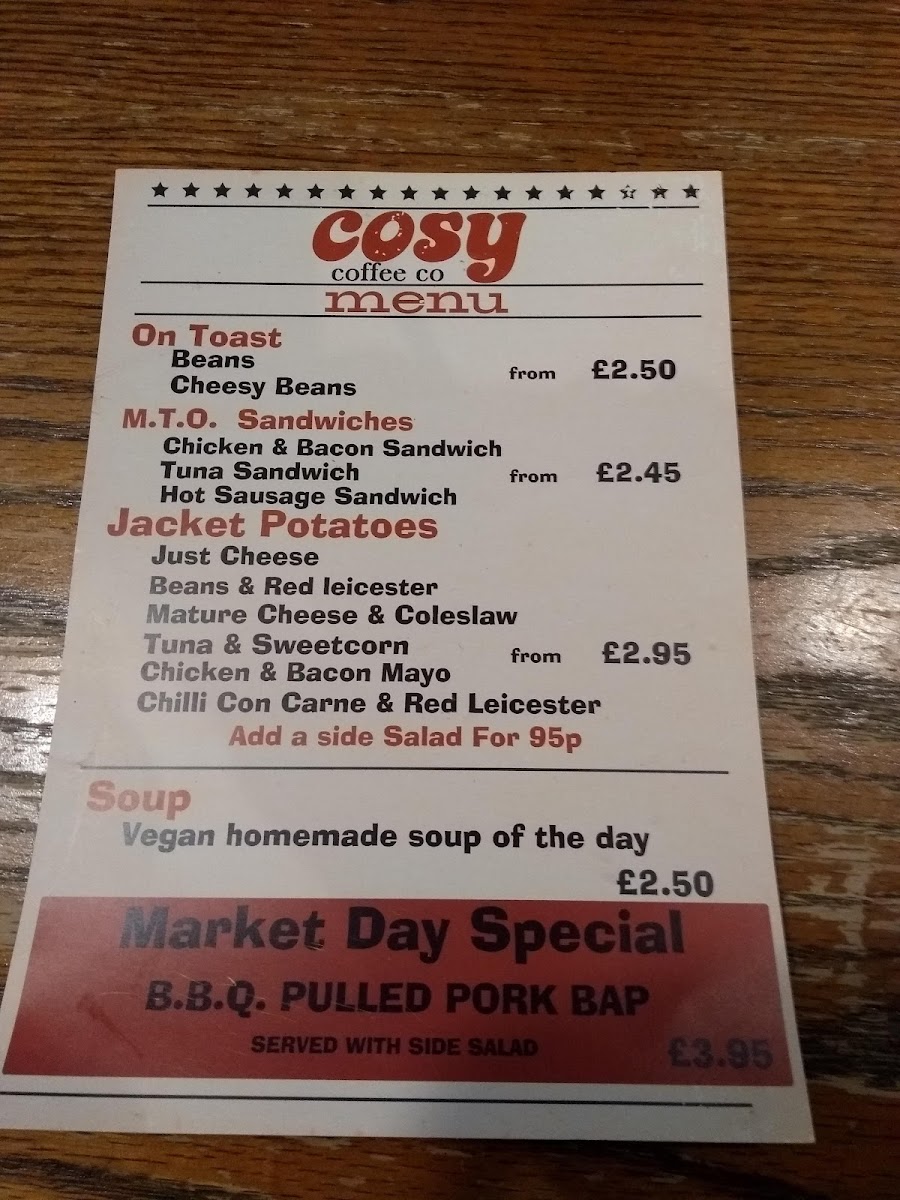 cosy
coffee co
menu
On Toast
Beans
Cheesy Beans
from £2.50
M.T.O. Sandwiches
Chicken & Bacon Sandwich
Tuna Sandwich
from £2.45
Hot Sausage Sandwich
Jacket Potatoes
Just Cheese
Beans & Red leicester
Mature Cheese & Coleslaw
Tuna & Sweetcorn
from £2.95
Chicken & Bacon Mayo
Chilli Con Carne & Red Leicester
Add a side Salad For 95p
Soup
Vegan homemade soup of the day
£2.50
Market Day Special
B.B.Q. PULLED PORK BAP
SERVED WITH SIDE SALAD
£3.95